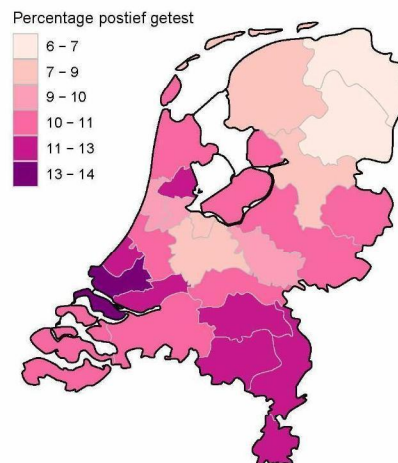 Percentage postief getest
6 – 7
7 – 9
9 – 10
10 – 11
11 – 13
13 – 14